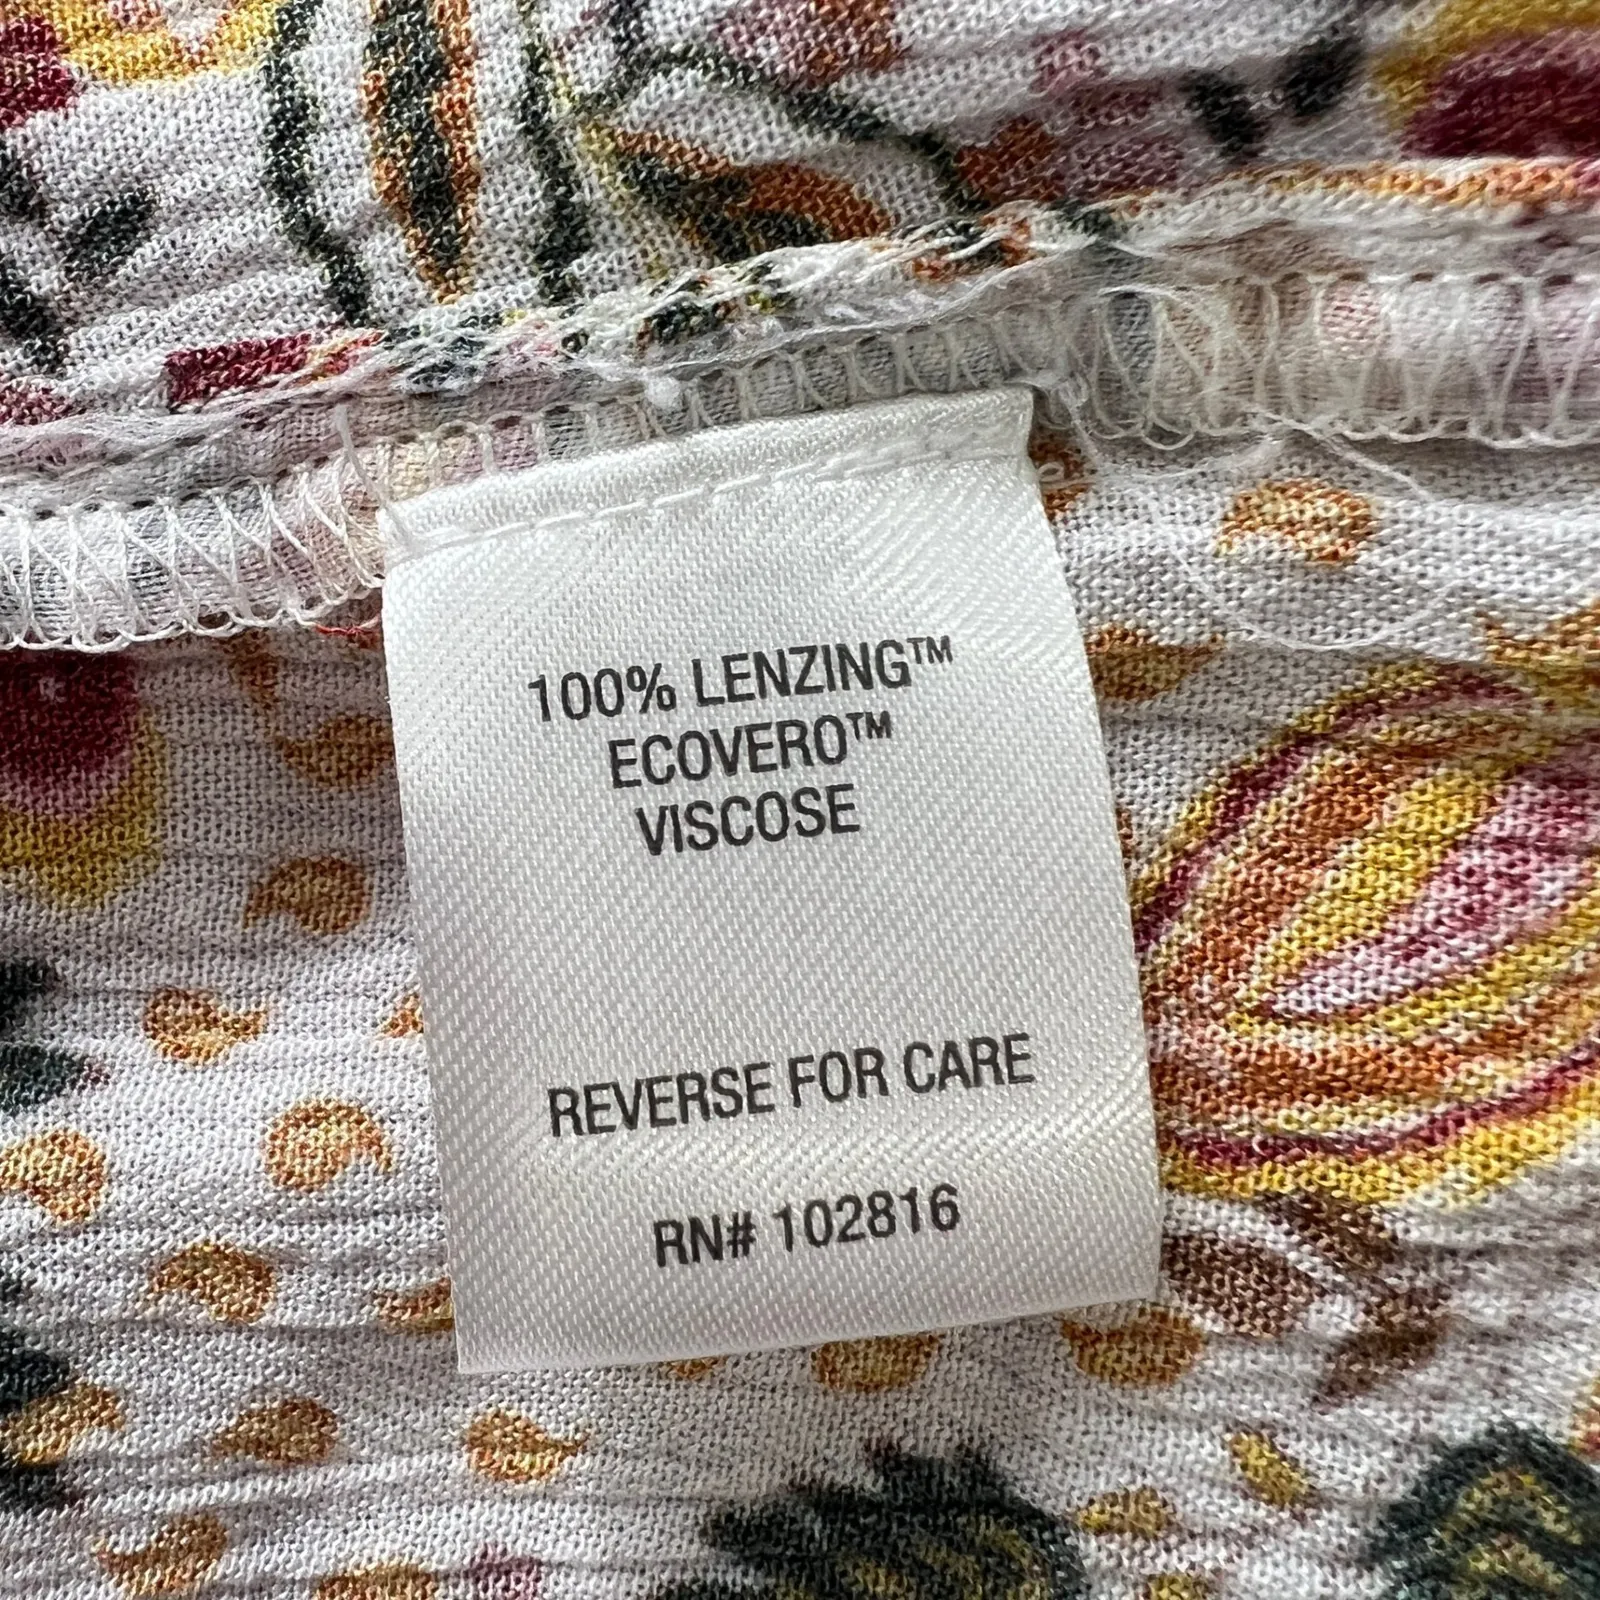 100% LENZING™
ECOVERO™
VISCOSE
REVERSE FOR CARE
RN# 102816